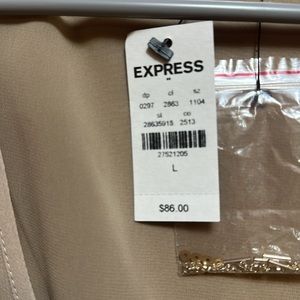 EXPRESS
dp cl sz
0297 2863 1104
st co
28635915 2513
27521205
L
$86.00